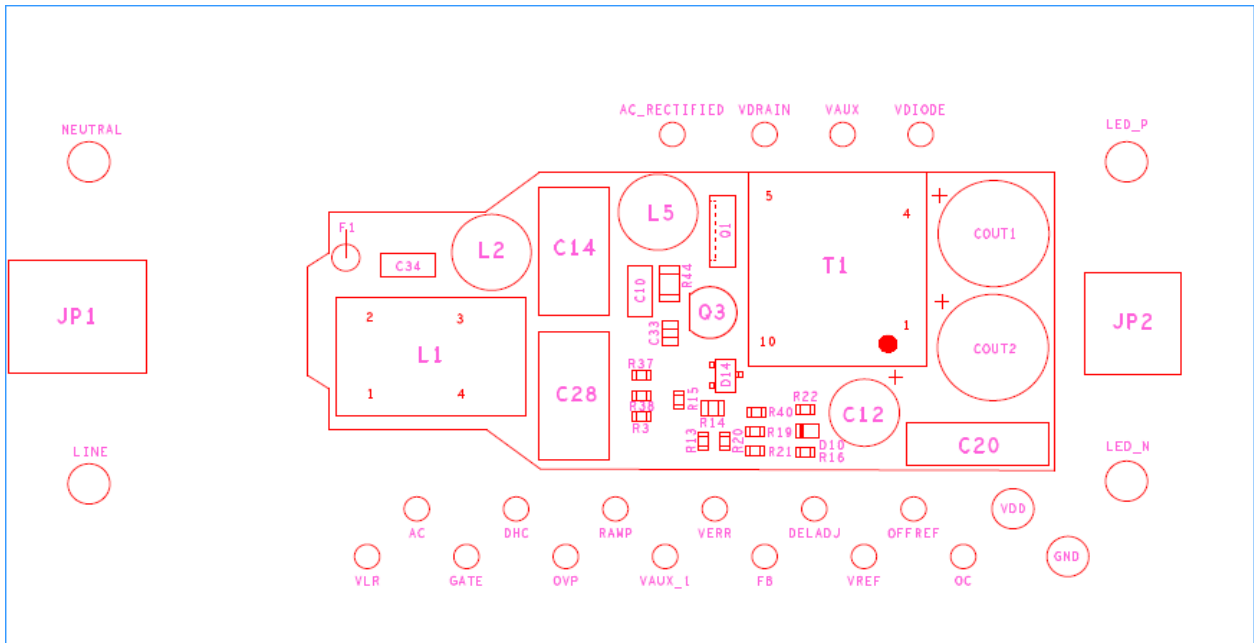 AC_RECTIFIED VDRAIN VAUX VDIODE
NEUTRAL
LED_P
5
4
+
L5
Q1
COUT1
F1
L2
C14
T1
C34
R44
C10
+
JP1
2
3
Q3
1
JP2
C33
10
L1
COUT2
R37
D14
+
1
4
C28
R38
R15
R22
R40
C12
R3
R14
R19
R13
R20
D10
C20
LINE
R21
R16
LED_N
VDD
AC
DHC
RAMP
VERR
DELADJ
OFFREF
GND
VLR
GATE
OVP
VAUX_1
FB
VREF
OC